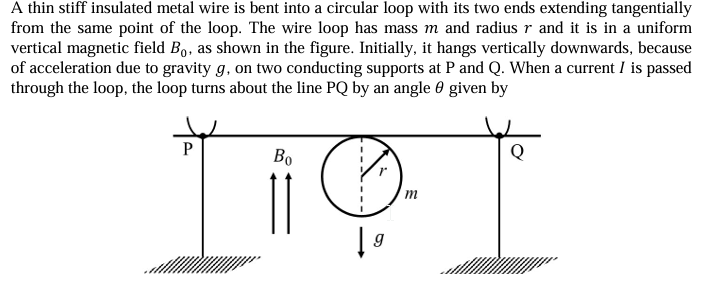 A thin stiff insulated metal wire is bent into a circular loop with its two ends extending tangentially
from the same point of the loop. The wire loop has mass m and radius r and it is in a uniform
vertical magnetic field B₀, as shown in the figure. Initially, it hangs vertically downwards, because
of acceleration due to gravity g, on two conducting supports at P and Q. When a current I is passed
through the loop, the loop turns about the line PQ by an angle θ given by
P
B₀
r
Q
m
g